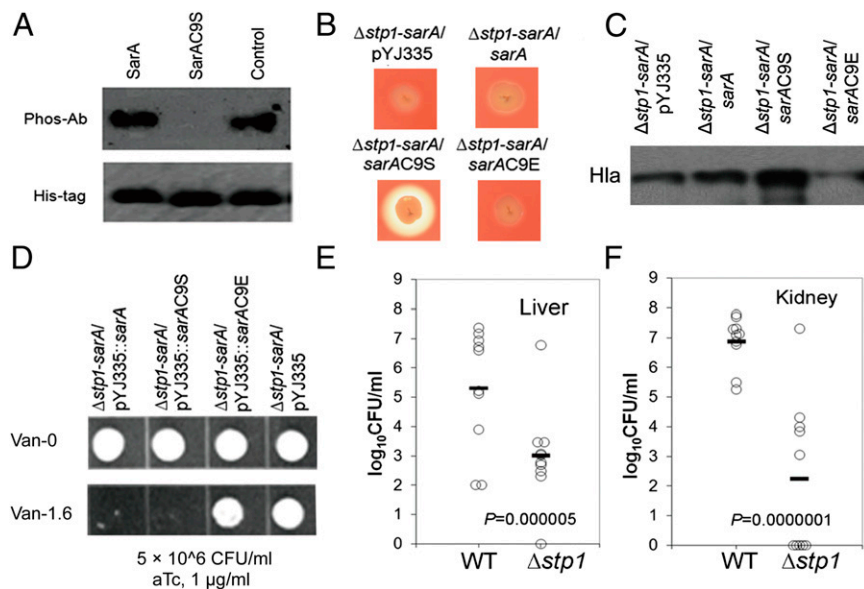 A
SarA
SarAC9S
Control
Phos-Ab
His-tag
B
Δstp1-sarA/
pYJ335
Δstp1-sarA/
sarA
Δstp1-sarA/
sarAC9S
Δstp1-sarA/
sarAC9E
C
Δstp1-sarA/
pYJ335
Δstp1-sarA/
sarA
Δstp1-sarA/
sarAC9S
Δstp1-sarA/
sarAC9E
Hla
D
Δstp1-sarA/
pYJ335::sarA
Δstp1-sarA/
pYJ335::sarAC9S
Δstp1-sarA/
pYJ335::sarAC9E
Δstp1-sarA/
pYJ335
Van-0
Van-1.6
5 × 10^6 CFU/ml
aTc, 1 µg/ml
E
Liver
log10CFU/ml
9
8
7
6
5
4
3
2
1
0
P=0.000005
WT Δstp1
F
Kidney
log10CFU/ml
9
8
7
6
5
4
3
2
1
0
P=0.0000001
WT Δstp1